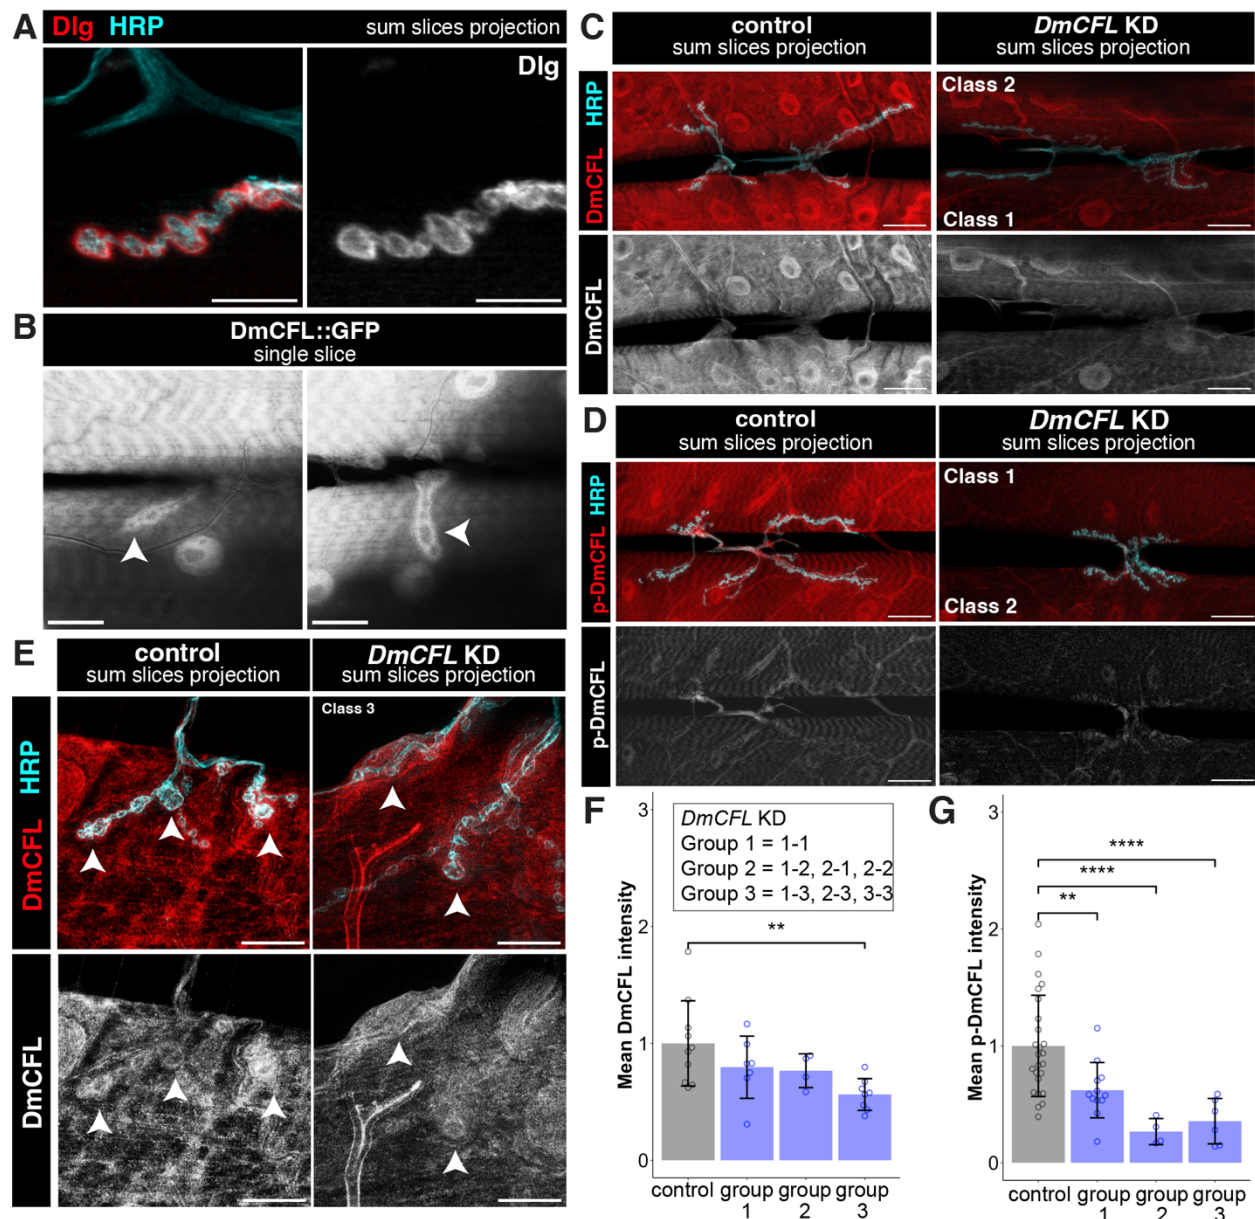 A
Dlg HRP sum slices projection
Dlg
B
DmCFL::GFP
single slice
C
control
sum slices projection
DmCFL KD
sum slices projection
DmCFL HRP
Class 2
Class 1
DmCFL
D
control
sum slices projection
DmCFL KD
sum slices projection
p-DmCFL HRP
Class 1
Class 2
p-DmCFL
E
control
sum slices projection
DmCFL KD
sum slices projection
DmCFL HRP
Class 3
DmCFL
F
DmCFL KD
Group 1 = 1-1
Group 2 = 1-2, 2-1, 2-2
Group 3 = 1-3, 2-3, 3-3
**
Mean DmCFL intensity
3
2
1
0
control
group
1
group
2
group
3
G
****
****
**
Mean p-DmCFL intensity
3
2
1
0
control
group
1
group
2
group
3